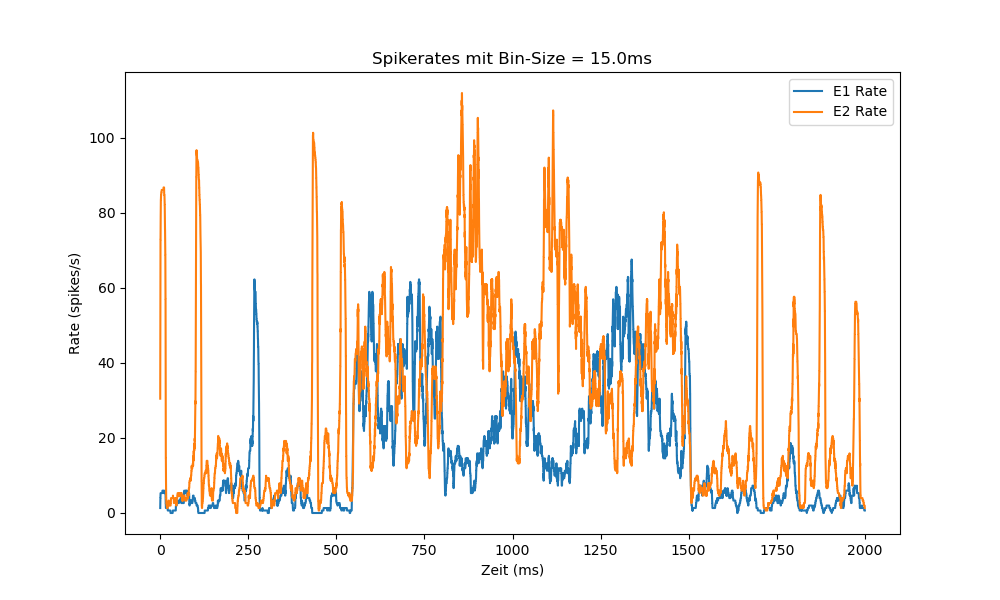 Spikerates mit Bin-Size = 15.0ms
E1 Rate
E2 Rate
Rate (spikes/s)
100
80
60
40
20
0
0 250 500 750 1000 1250 1500 1750 2000
Zeit (ms)